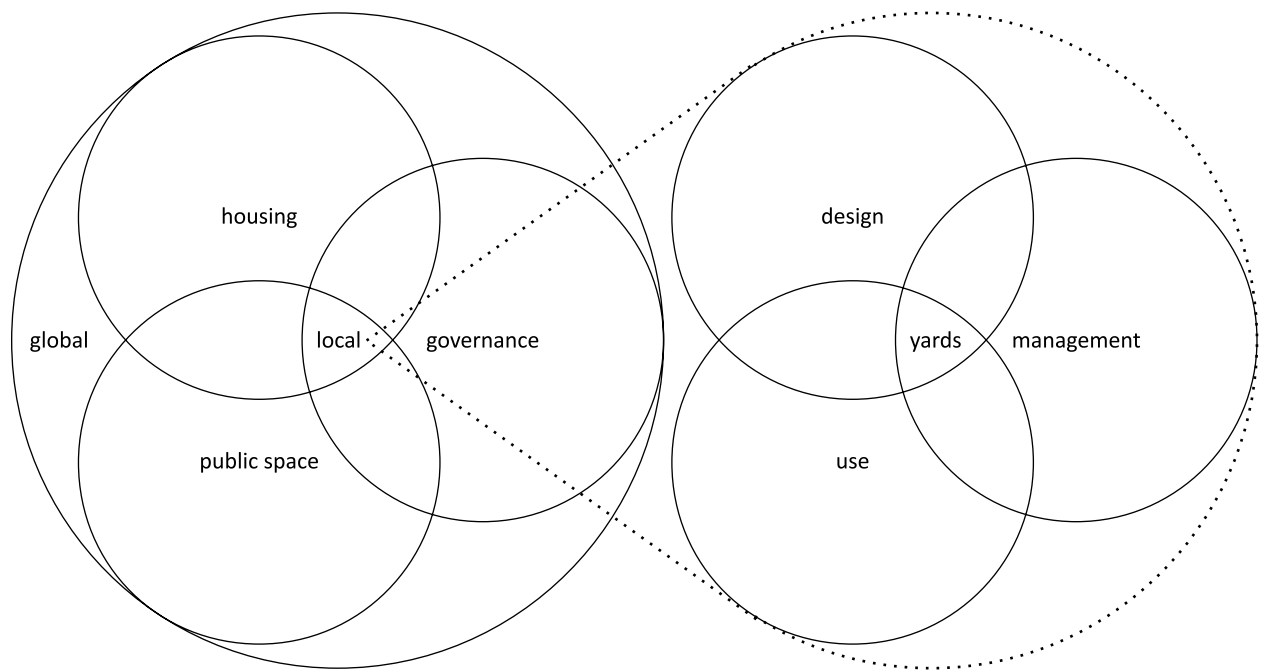 housing
global
local
governance
public space
design
yards
management
use